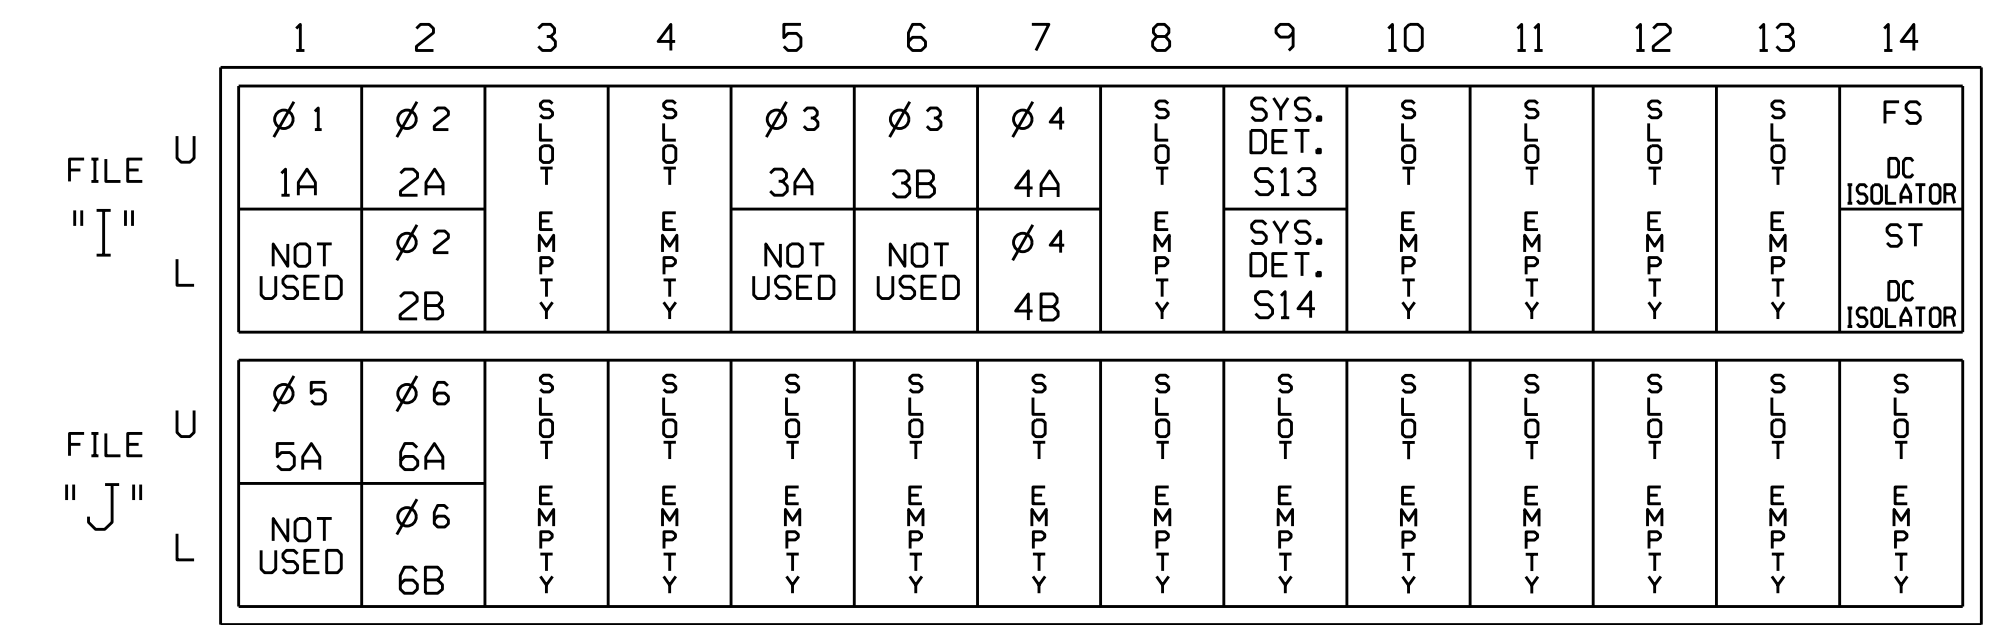 1 2 3 4 5 6 7 8 9 10 11 12 13 14
FILE
"I"
U
L
Ø 1
1A
NOT
USED
Ø 2
2A
Ø 2
2B
SLOT EMPTY
SLOT EMPTY
Ø 3
3A
NOT
USED
Ø 3
3B
NOT
USED
Ø 4
4A
Ø 4
4B
SLOT EMPTY
SYS.
DET.
S13
SYS.
DET.
S14
SLOT EMPTY
SLOT EMPTY
SLOT EMPTY
SLOT EMPTY
FS
DC
ISOLATOR
ST
DC
ISOLATOR
FILE
"J"
U
L
Ø 5
5A
NOT
USED
Ø 6
6A
Ø 6
6B
SLOT EMPTY
SLOT EMPTY
SLOT EMPTY
SLOT EMPTY
SLOT EMPTY
SLOT EMPTY
SLOT EMPTY
SLOT EMPTY
SLOT EMPTY
SLOT EMPTY
SLOT EMPTY
SLOT EMPTY